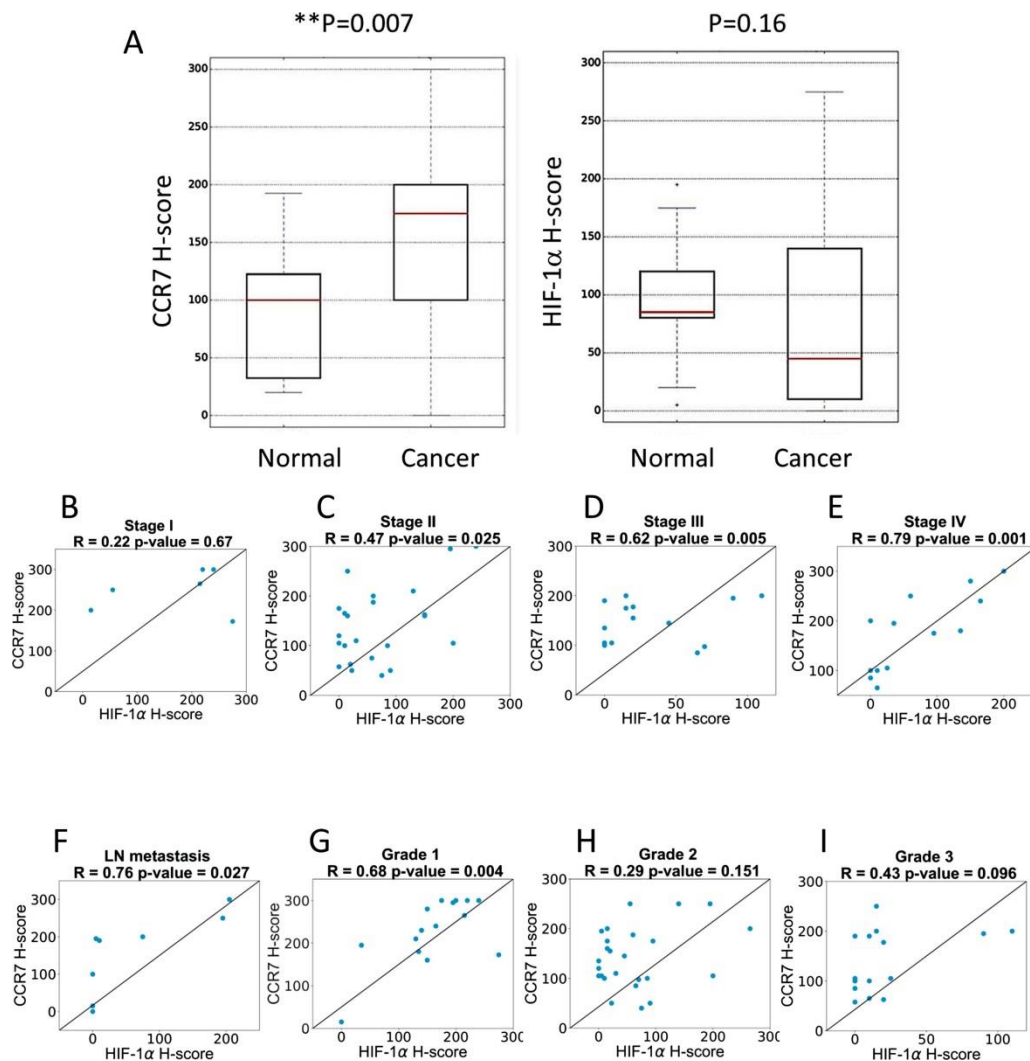 A
**P=0.007
P=0.16
CCR7 H-score
300
250
200
150
100
50
0
Normal
Cancer
HIF-1α H-score
300
250
200
150
100
50
0
Normal
Cancer
B
Stage I
R = 0.22 p-value = 0.67
CCR7 H-score
300
200
100
0
0
100
200
HIF-1α H-score
C
Stage II
R = 0.47 p-value = 0.025
CCR7 H-score
300
200
100
0
0
100
200
300
HIF-1α H-score
D
Stage III
R = 0.62 p-value = 0.005
CCR7 H-score
300
200
100
0
0
50
100
HIF-1α H-score
E
Stage IV
R = 0.79 p-value = 0.001
CCR7 H-score
300
200
100
0
0
100
200
HIF-1α H-score
F
LN metastasis
R = 0.76 p-value = 0.027
CCR7 H-score
300
200
100
0
0
100
200
HIF-1α H-score
G
Grade 1
R = 0.68 p-value = 0.004
CCR7 H-score
300
200
100
0
0
100
200
300
HIF-1α H-score
H
Grade 2
R = 0.29 p-value = 0.151
CCR7 H-score
300
200
100
0
0
100
200
300
HIF-1α H-score
I
Grade 3
R = 0.43 p-value = 0.096
CCR7 H-score
300
200
100
0
0
50
100
HIF-1α H-score